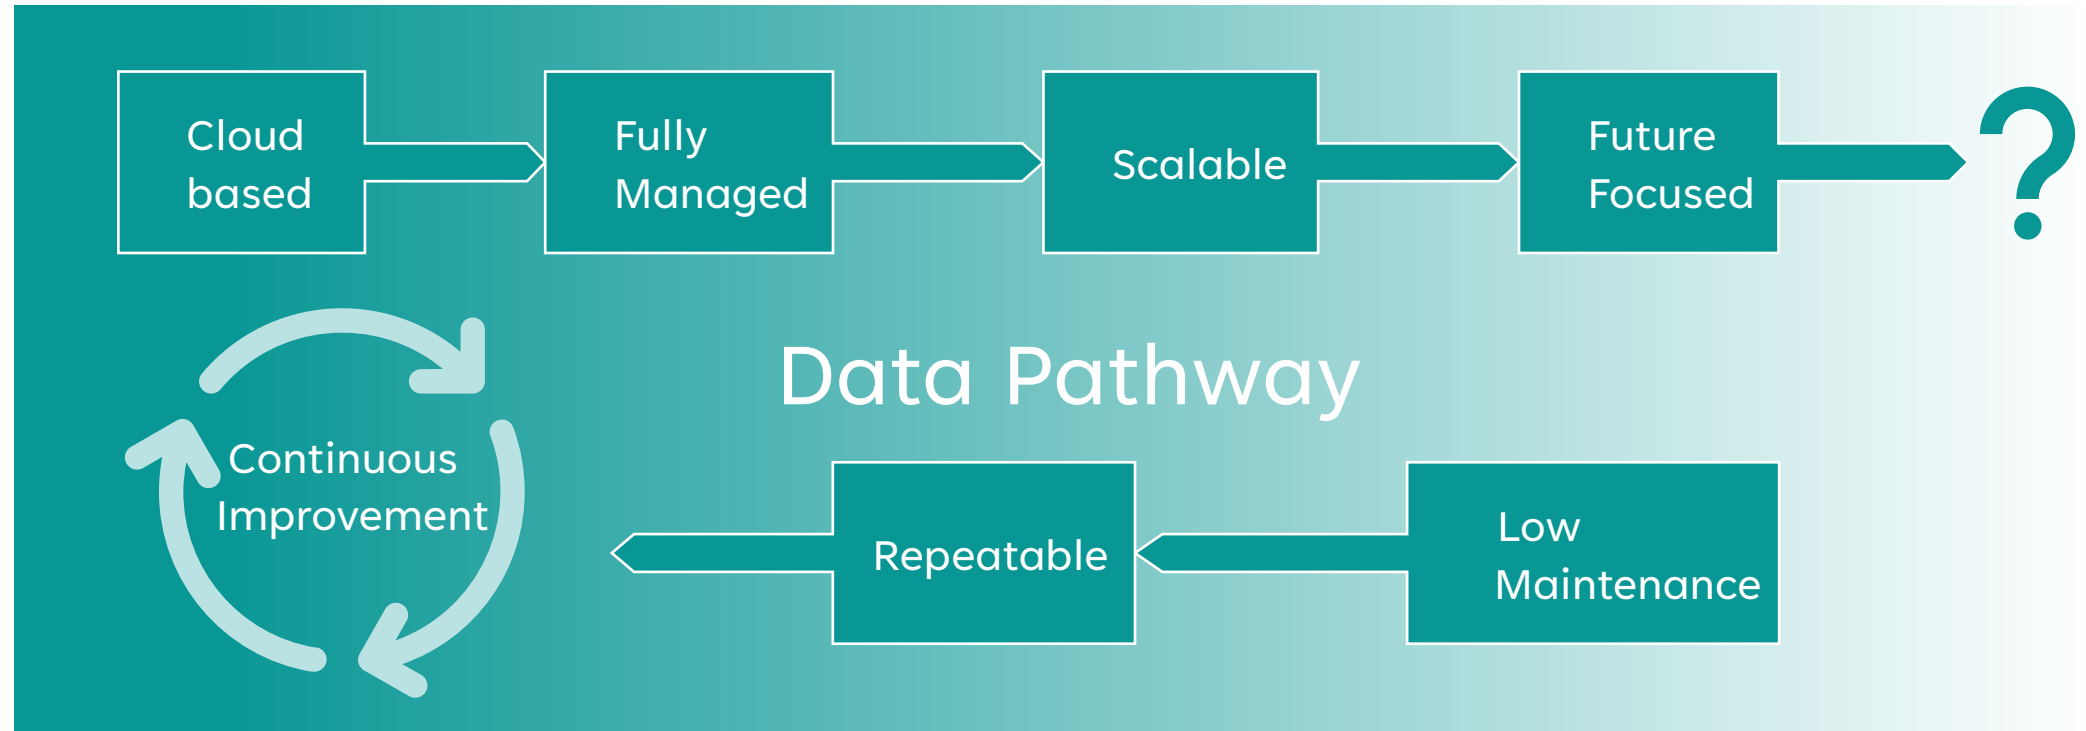 Cloud
based
Fully
Managed
Scalable
Future
Focused
?
Data Pathway
Continuous
Improvement
Repeatable
Low
Maintenance